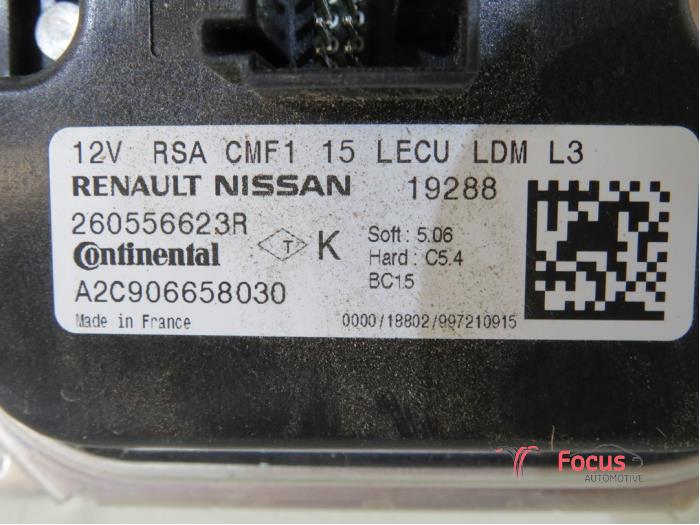 12V RSA CMF1 15 LECU LDM L3
RENAULT NISSAN 19288
260556623R
Continental T K
Soft : 5.06
Hard : C5.4
BC15
A2C906658030
Made in France 0000/18802/997210915
Focus
AUTOMOTIVE